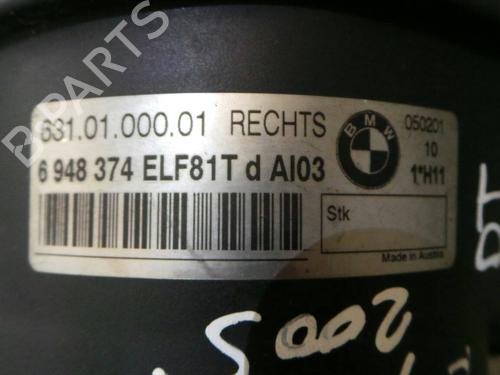 B PARTS
631.01.000.01 RECHTS
BMW
050201
10
6 948 374 ELF81T d AI03
1*H11
Stk
Made in Austria
2005